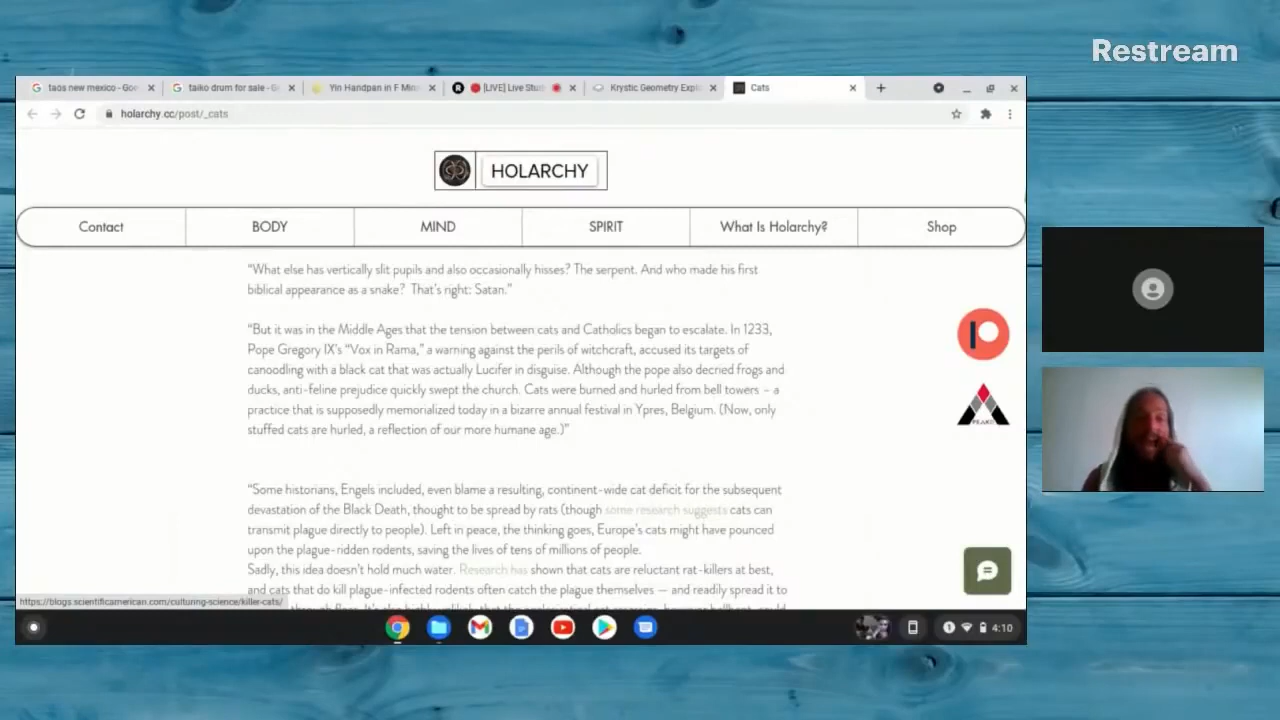 Restream
taos new mexico - Goo
taiko drum for sale - G
Yin Handpan in F Min
[LIVE] Live Stud
Krystic Geometry Expl
Cats
holarchy.cc/post/_cats
HOLARCHY
Contact
BODY
MIND
SPIRIT
What Is Holarchy?
Shop
“What else has vertically slit pupils and also occasionally hisses? The serpent. And who made his first
biblical appearance as a snake? That’s right: Satan.”
“But it was in the Middle Ages that the tension between cats and Catholics began to escalate. In 1233,
Pope Gregory IX’s “Vox in Rama,” a warning against the perils of witchcraft, accused its targets of
canoodling with a black cat that was actually Lucifer in disguise. Although the pope also decried frogs and
ducks, anti-feline prejudice quickly swept the church. Cats were burned and hurled from bell towers – a
practice that is supposedly memorialized today in a bizarre annual festival in Ypres, Belgium. (Now, only
stuffed cats are hurled, a reflection of our more humane age.)”
“Some historians, Engels included, even blame a resulting, continent-wide cat deficit for the subsequent
devastation of the Black Death, thought to be spread by rats (though some research suggests cats can
transmit plague directly to people). Left in peace, the thinking goes, Europe’s cats might have pounced
upon the plague-ridden rodents, saving the lives of tens of millions of people.
Sadly, this idea doesn’t hold much water. Research has shown that cats are reluctant rat-killers at best,
and cats that do kill plague-infected rodents often catch the plague themselves — and readily spread it to
https://blogs.scientificamerican.com/culturing-science/killer-cats/
4:10